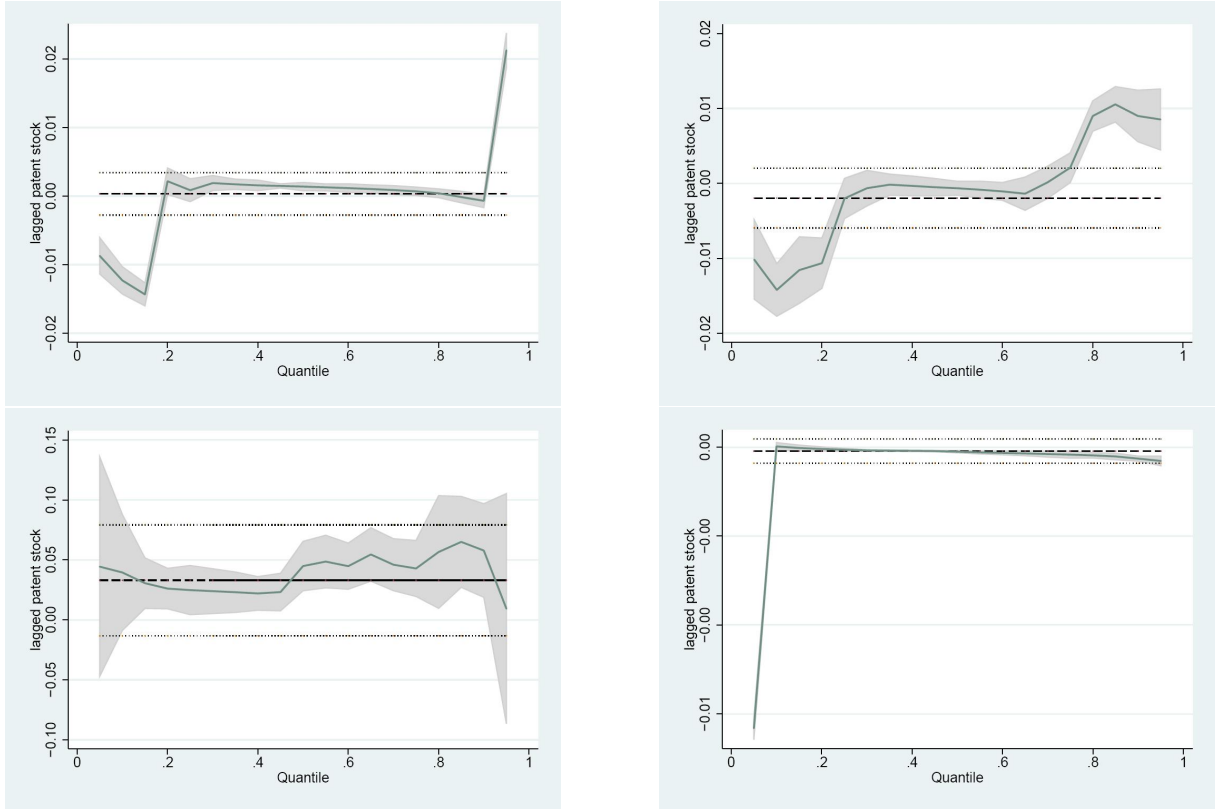 lagged patent stock
−0.02 −0.01 0.00 0.01 0.02
0 .2 .4 .6 .8 1
Quantile
lagged patent stock
−0.02 −0.01 0.00 0.01 0.02
0 .2 .4 .6 .8 1
Quantile
lagged patent stock
−0.10 −0.05 0.00 0.05 0.10 0.15
0 .2 .4 .6 .8 1
Quantile
lagged patent stock
−0.01 −0.00 −0.00 0.00
0 .2 .4 .6 .8 1
Quantile